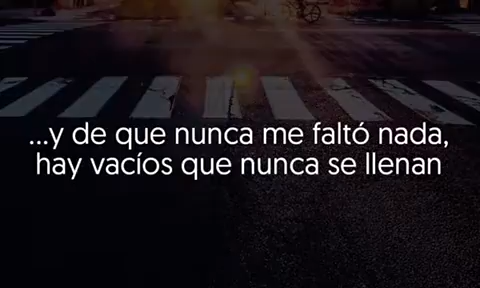 ...y de que nunca me faltó nada,
hay vacíos que nunca se llenan